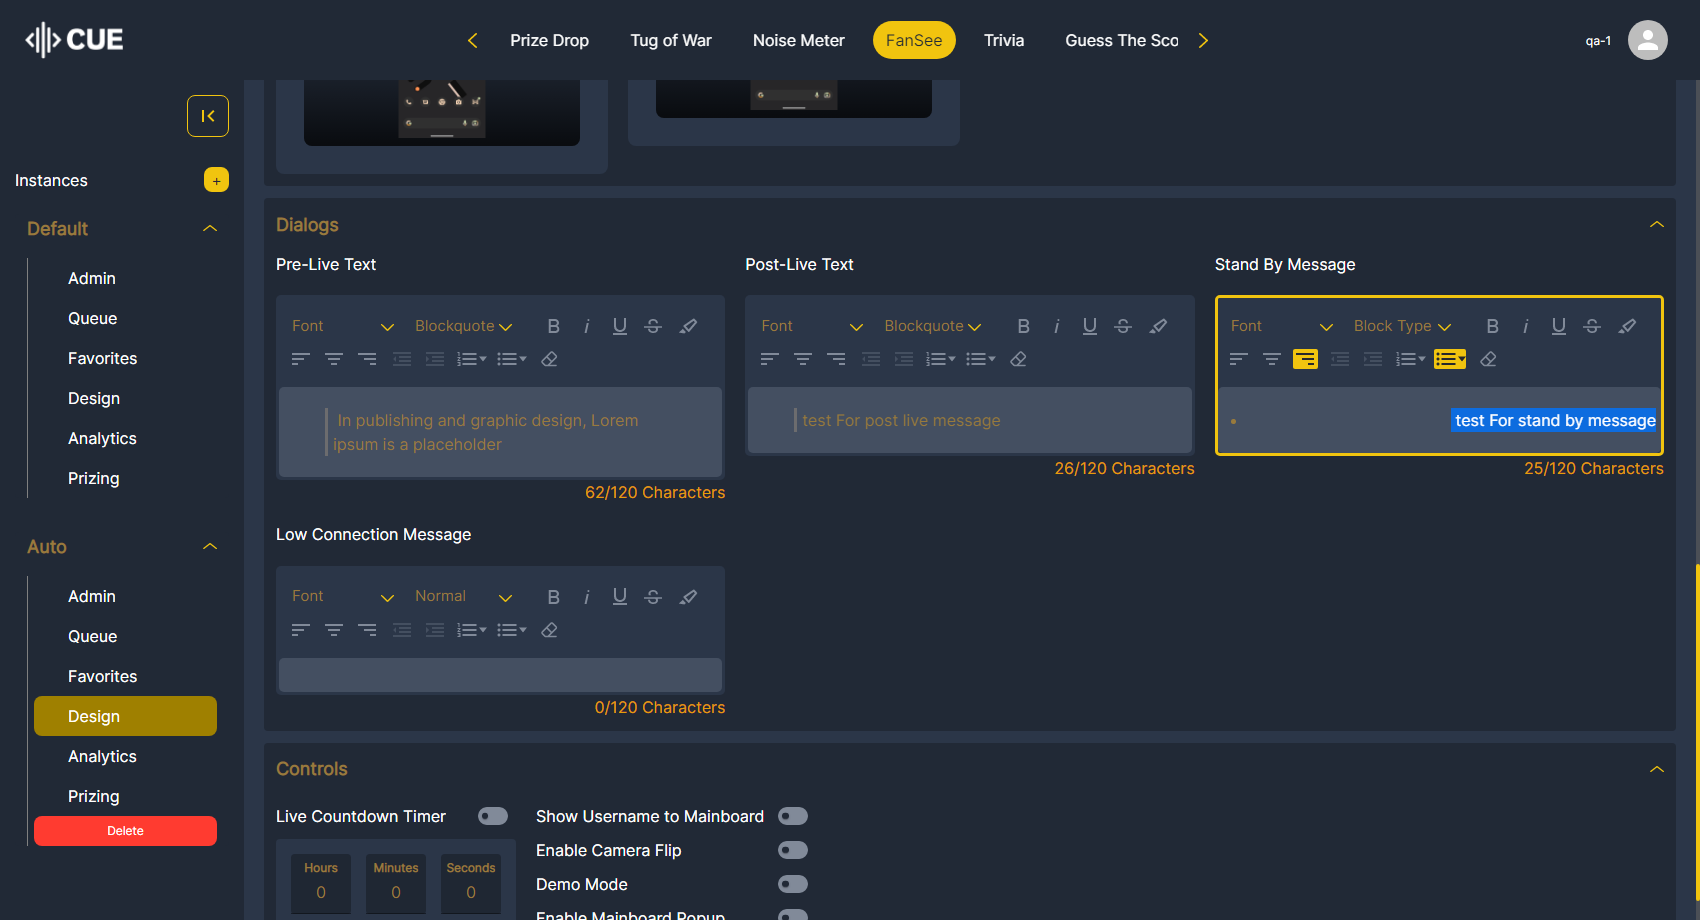 CUE
Prize Drop
Tug of War
Noise Meter
FanSee
Trivia
Guess The Sco
qa-1
Instances
+
Default
Admin
Queue
Favorites
Design
Analytics
Prizing
Auto
Admin
Queue
Favorites
Design
Analytics
Prizing
Delete
Dialogs
Pre-Live Text
Font
Blockquote
B i U S
In publishing and graphic design, Lorem
ipsum is a placeholder
62/120 Characters
Post-Live Text
Font
Blockquote
B i U S
test For post live message
26/120 Characters
Stand By Message
Font
Block Type
B i U S
test For stand by message
25/120 Characters
Low Connection Message
Font
Normal
B i U S
0/120 Characters
Controls
Live Countdown Timer
Hours
0
Minutes
0
Seconds
0
Show Username to Mainboard
Enable Camera Flip
Demo Mode
Enable Mainboard Popup